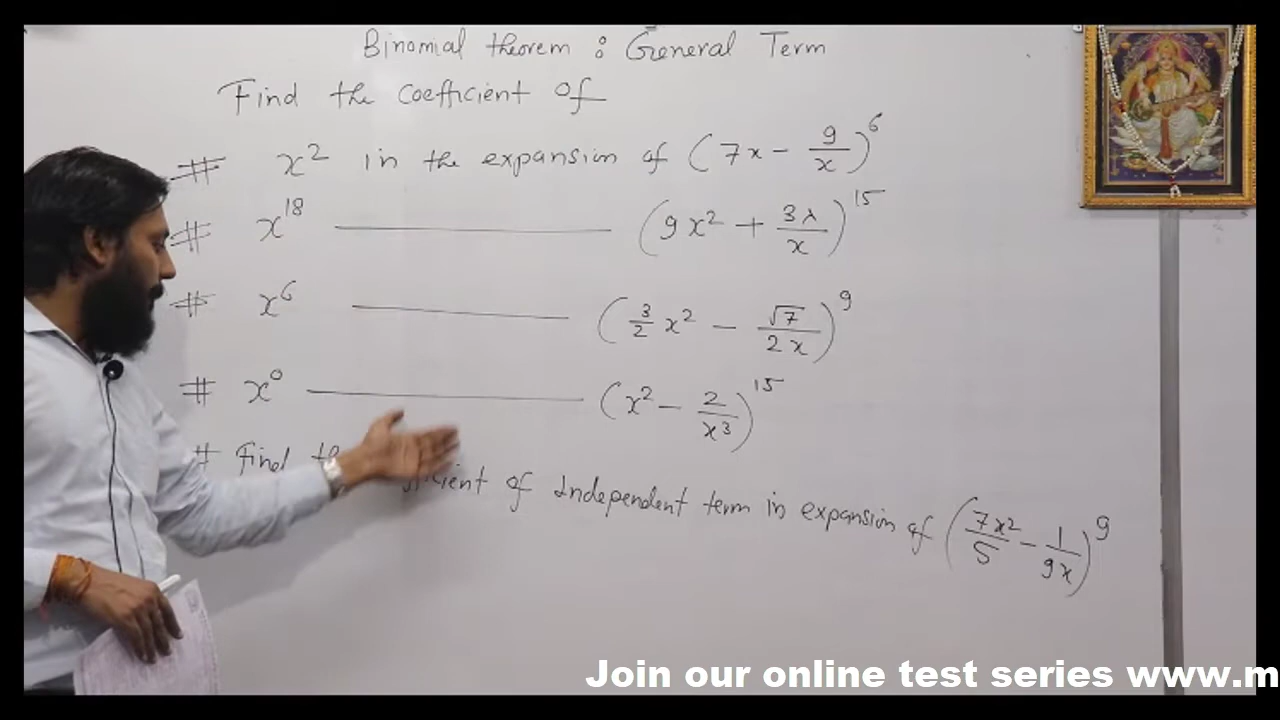 Binomial theorem : General Term
Find the coefficient of
# x² in the expansion of (7x - 9/x)⁶
# x¹⁸ ——— (9x² + 3λ/x)¹⁵
# x⁶ ——— (3/2 x² - √7/2x)⁹
# x⁰ ——— (x² - 2/x³)¹⁵
# Find of Independent term in expansion of (7x²/5 - 1/9x)⁹
Join our online test series www.m